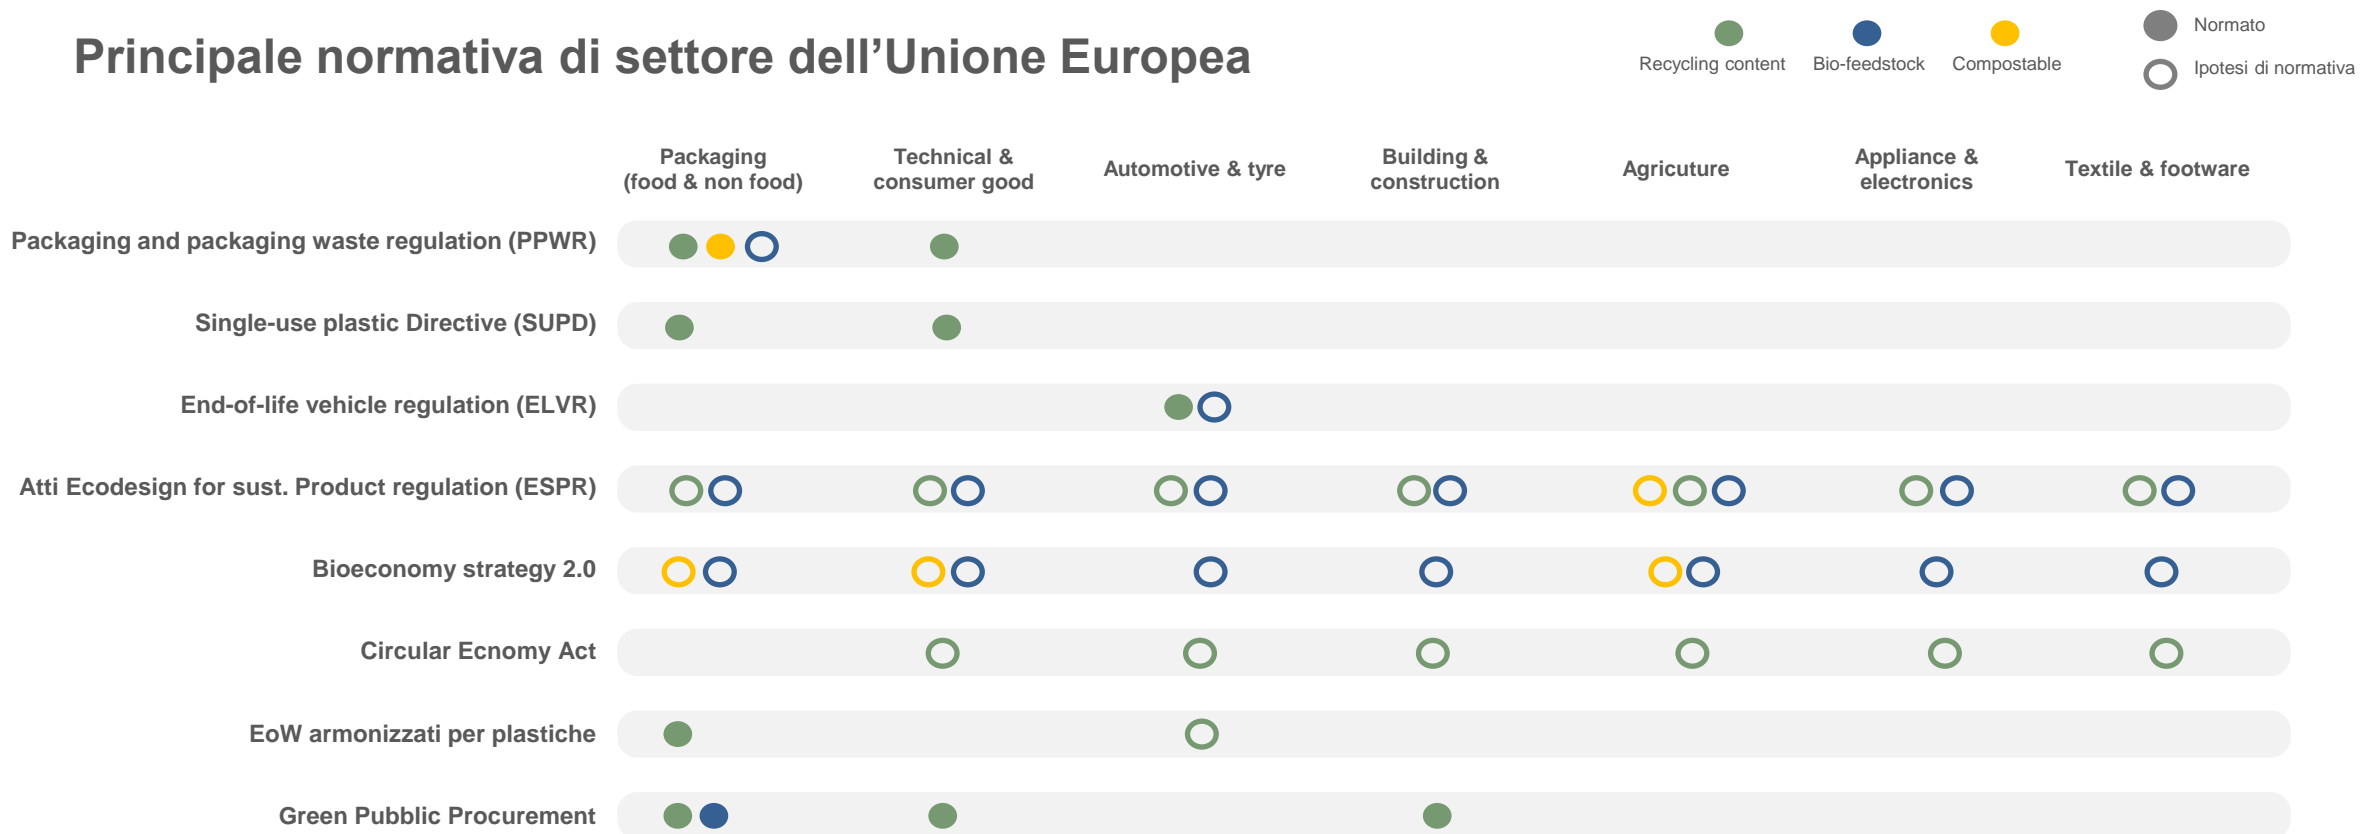 Principale normativa di settore dell’Unione Europea
Recycling content
Bio-feedstock
Compostable
Normato
Ipotesi di normativa
Packaging
(food & non food)
Technical &
consumer good
Automotive & tyre
Building &
construction
Agricuture
Appliance &
electronics
Textile & footware
Packaging and packaging waste regulation (PPWR)
Single-use plastic Directive (SUPD)
End-of-life vehicle regulation (ELVR)
Atti Ecodesign for sust. Product regulation (ESPR)
Bioeconomy strategy 2.0
Circular Ecnomy Act
EoW armonizzati per plastiche
Green Pubblic Procurement